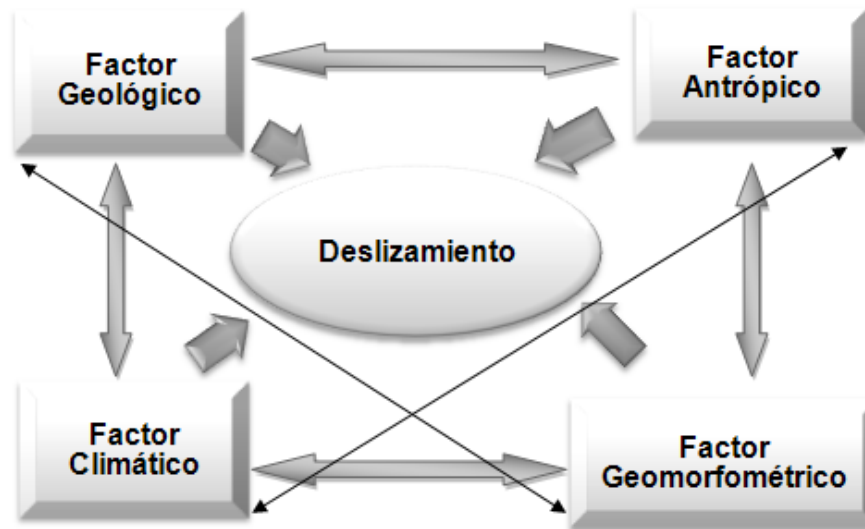 Factor
Geológico
Factor
Antrópico
Deslizamiento
Factor
Climático
Factor
Geomorfométrico